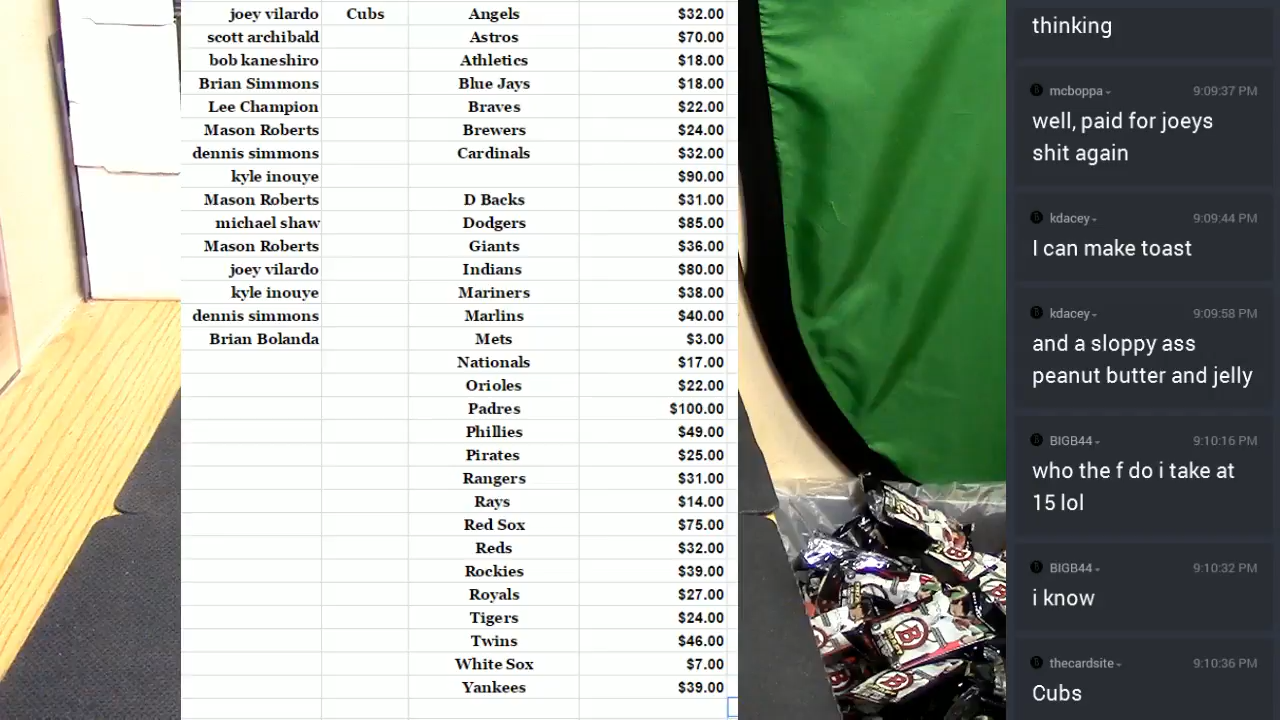 joey vilardo Cubs Angels $32.00
scott archibald Astros $70.00
bob kaneshiro Athletics $18.00
Brian Simmons Blue Jays $18.00
Lee Champion Braves $22.00
Mason Roberts Brewers $24.00
dennis simmons Cardinals $32.00
kyle inouye $90.00
Mason Roberts D Backs $31.00
michael shaw Dodgers $85.00
Mason Roberts Giants $36.00
joey vilardo Indians $80.00
kyle inouye Mariners $38.00
dennis simmons Marlins $40.00
Brian Bolanda Mets $3.00
Nationals $17.00
Orioles $22.00
Padres $100.00
Phillies $49.00
Pirates $25.00
Rangers $31.00
Rays $14.00
Red Sox $75.00
Reds $32.00
Rockies $39.00
Royals $27.00
Tigers $24.00
Twins $46.00
White Sox $7.00
Yankees $39.00
thinking
mcboppa 9:09:37 PM
well, paid for joeys
shit again
kdacey 9:09:44 PM
I can make toast
kdacey 9:09:58 PM
and a sloppy ass
peanut butter and jelly
BIGB44 9:10:16 PM
who the f do i take at
15 lol
BIGB44 9:10:32 PM
i know
thecardsite 9:10:36 PM
Cubs